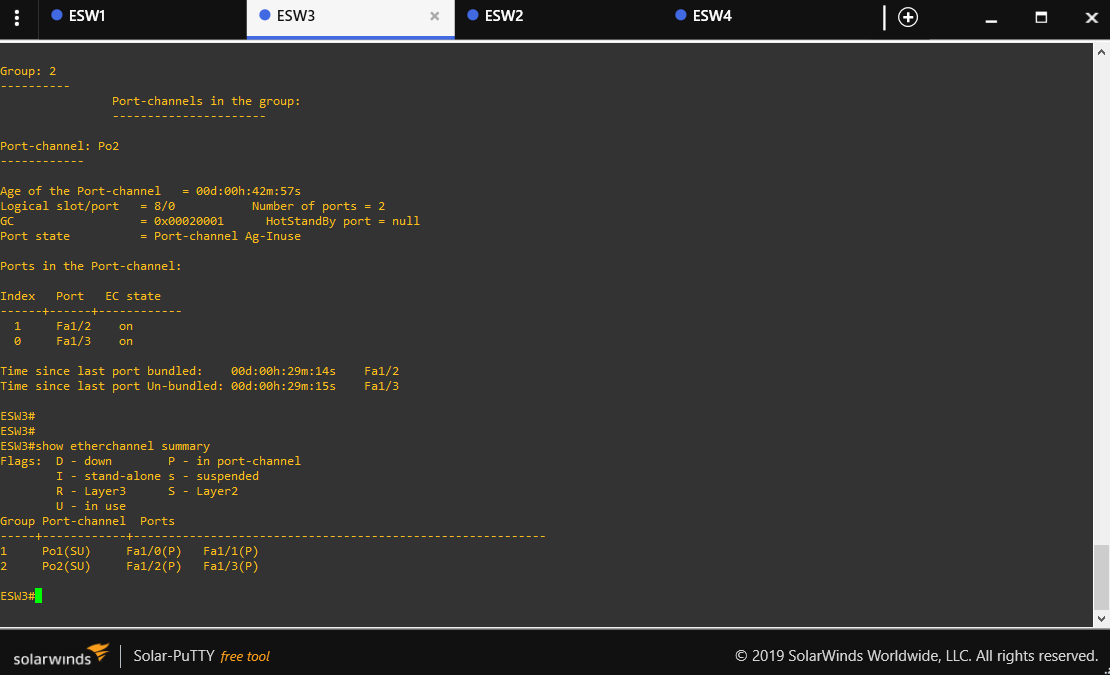 ESW1
ESW3
ESW2
ESW4
Group: 2
----------
                Port-channels in the group:
                ----------------------
Port-channel: Po2
------------
Age of the Port-channel   = 00d:00h:42m:57s
Logical slot/port   = 8/0           Number of ports = 2
GC                  = 0x00020001      HotStandBy port = null
Port state          = Port-channel Ag-Inuse
Ports in the Port-channel:
Index   Port   EC state
------+------+------------
  1     Fa1/2    on
  0     Fa1/3    on
Time since last port bundled:    00d:00h:29m:14s    Fa1/2
Time since last port Un-bundled: 00d:00h:29m:15s    Fa1/3
ESW3#
ESW3#
ESW3#show etherchannel summary
Flags:  D - down        P - in port-channel
        I - stand-alone s - suspended
        R - Layer3      S - Layer2
        U - in use
Group Port-channel  Ports
-----+------------+-----------------------------------------------------------
1     Po1(SU)     Fa1/0(P)   Fa1/1(P)
2     Po2(SU)     Fa1/2(P)   Fa1/3(P)
ESW3#
solarwinds
Solar-PuTTY free tool
© 2019 SolarWinds Worldwide, LLC. All rights reserved.